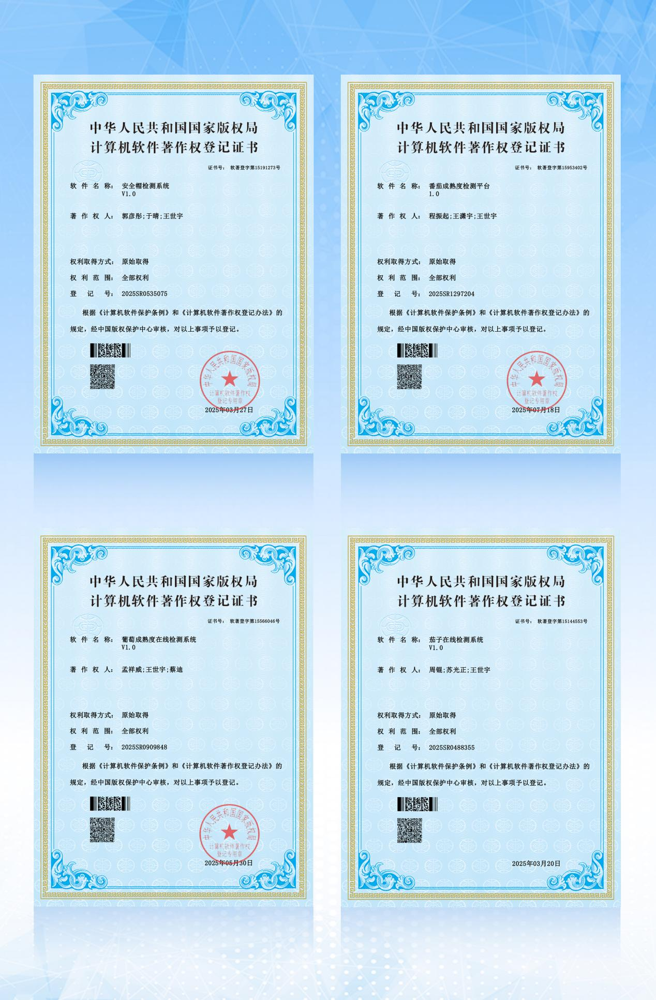 中华人民共和国国家版权局
计算机软件著作权登记证书
证书号： 软著登字第15191273号
软 件 名 称： 安全帽检测系统
V1.0
著 作 权 人： 郭彦彤;于晴;王世宇
权利取得方式： 原始取得
权 利 范 围： 全部权利
登 记 号： 2025SR0535075
根据《计算机软件保护条例》和《计算机软件著作权登记办法》的
规定，经中国版权保护中心审核，对以上事项予以登记。
中华人民共和国国家版权局
计算机软件著作权
登记专用章
2025年03月27日
中华人民共和国国家版权局
计算机软件著作权登记证书
证书号： 软著登字第15953402号
软 件 名 称： 番茄成熟度检测平台
1.0
著 作 权 人： 程振起;王潇宇;王世宇
权利取得方式： 原始取得
权 利 范 围： 全部权利
登 记 号： 2025SR1297204
根据《计算机软件保护条例》和《计算机软件著作权登记办法》的
规定，经中国版权保护中心审核，对以上事项予以登记。
中华人民共和国国家版权局
计算机软件著作权
登记专用章
2025年07月18日
中华人民共和国国家版权局
计算机软件著作权登记证书
证书号： 软著登字第15566046号
软 件 名 称： 葡萄成熟度在线检测系统
V1.0
著 作 权 人： 孟祥威;王世宇;蔡迪
权利取得方式： 原始取得
权 利 范 围： 全部权利
登 记 号： 2025SR0909848
根据《计算机软件保护条例》和《计算机软件著作权登记办法》的
规定，经中国版权保护中心审核，对以上事项予以登记。
中华人民共和国国家版权局
计算机软件著作权
登记专用章
2025年05月30日
中华人民共和国国家版权局
计算机软件著作权登记证书
证书号： 软著登字第15144553号
软 件 名 称： 茄子在线检测系统
V1.0
著 作 权 人： 周锟;苏光正;王世宇
权利取得方式： 原始取得
权 利 范 围： 全部权利
登 记 号： 2025SR0488355
根据《计算机软件保护条例》和《计算机软件著作权登记办法》的
规定，经中国版权保护中心审核，对以上事项予以登记。
2025年03月20日